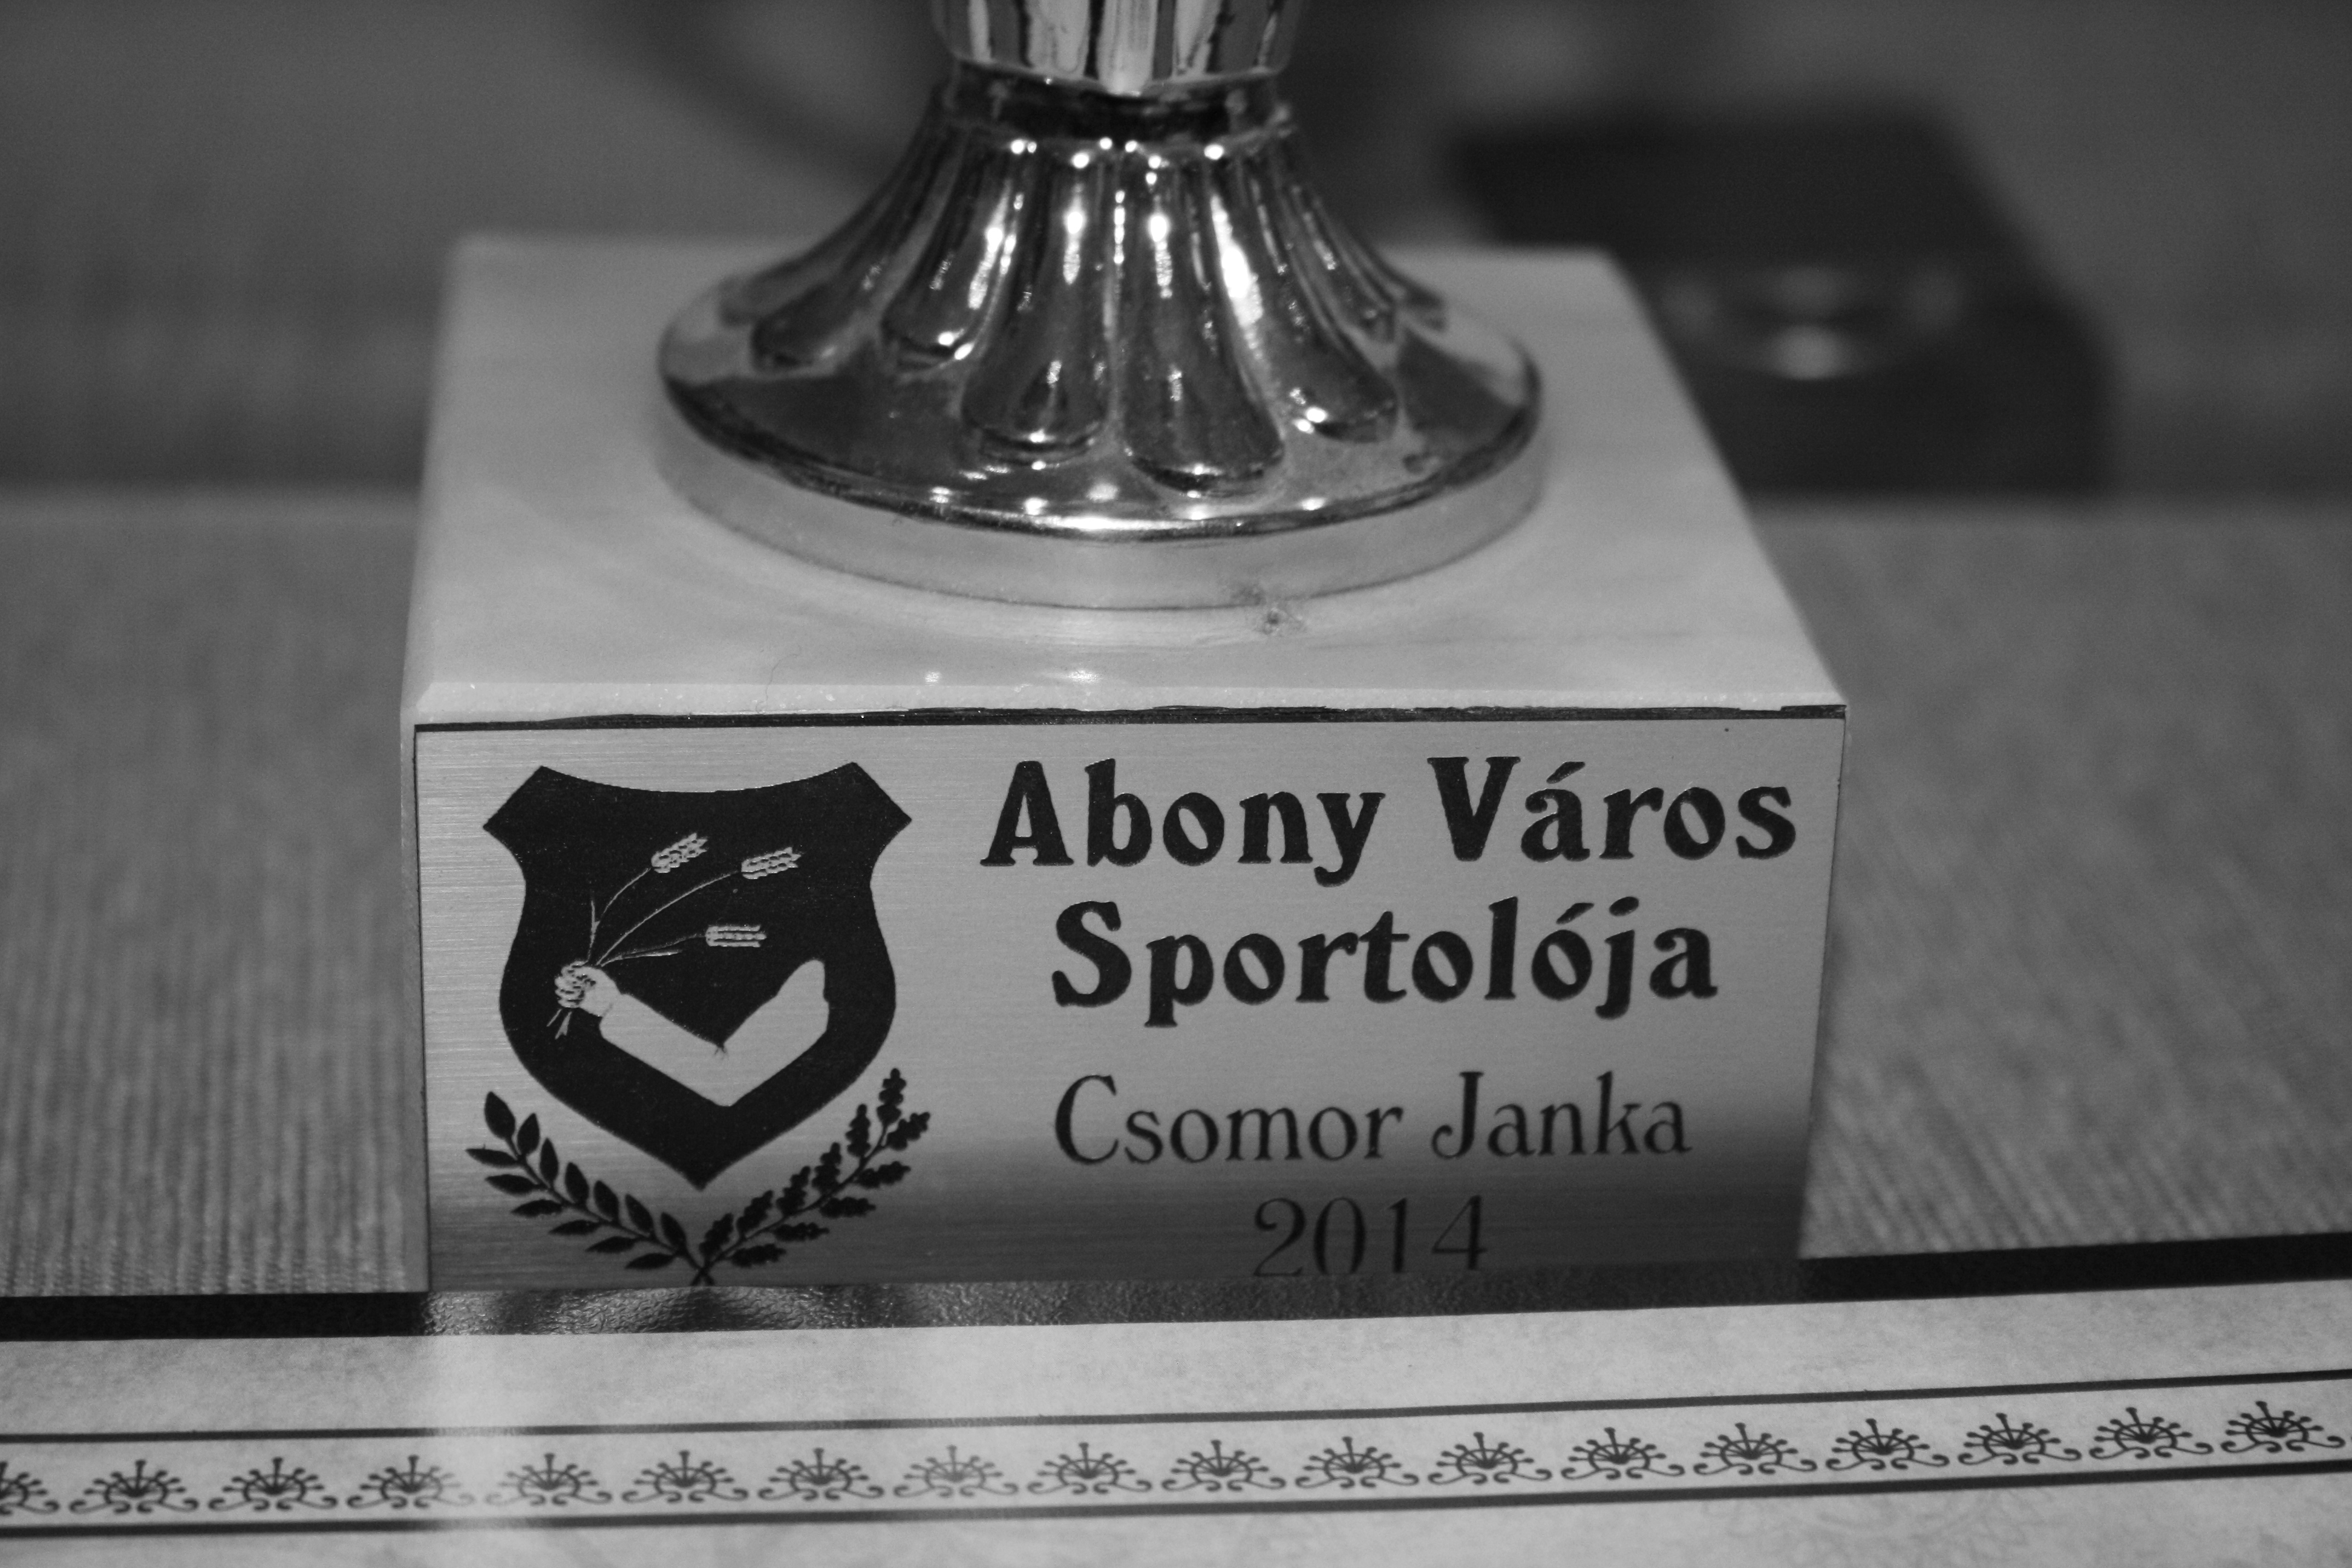 Abony Város
Sportolója
Csomor Janka
2014